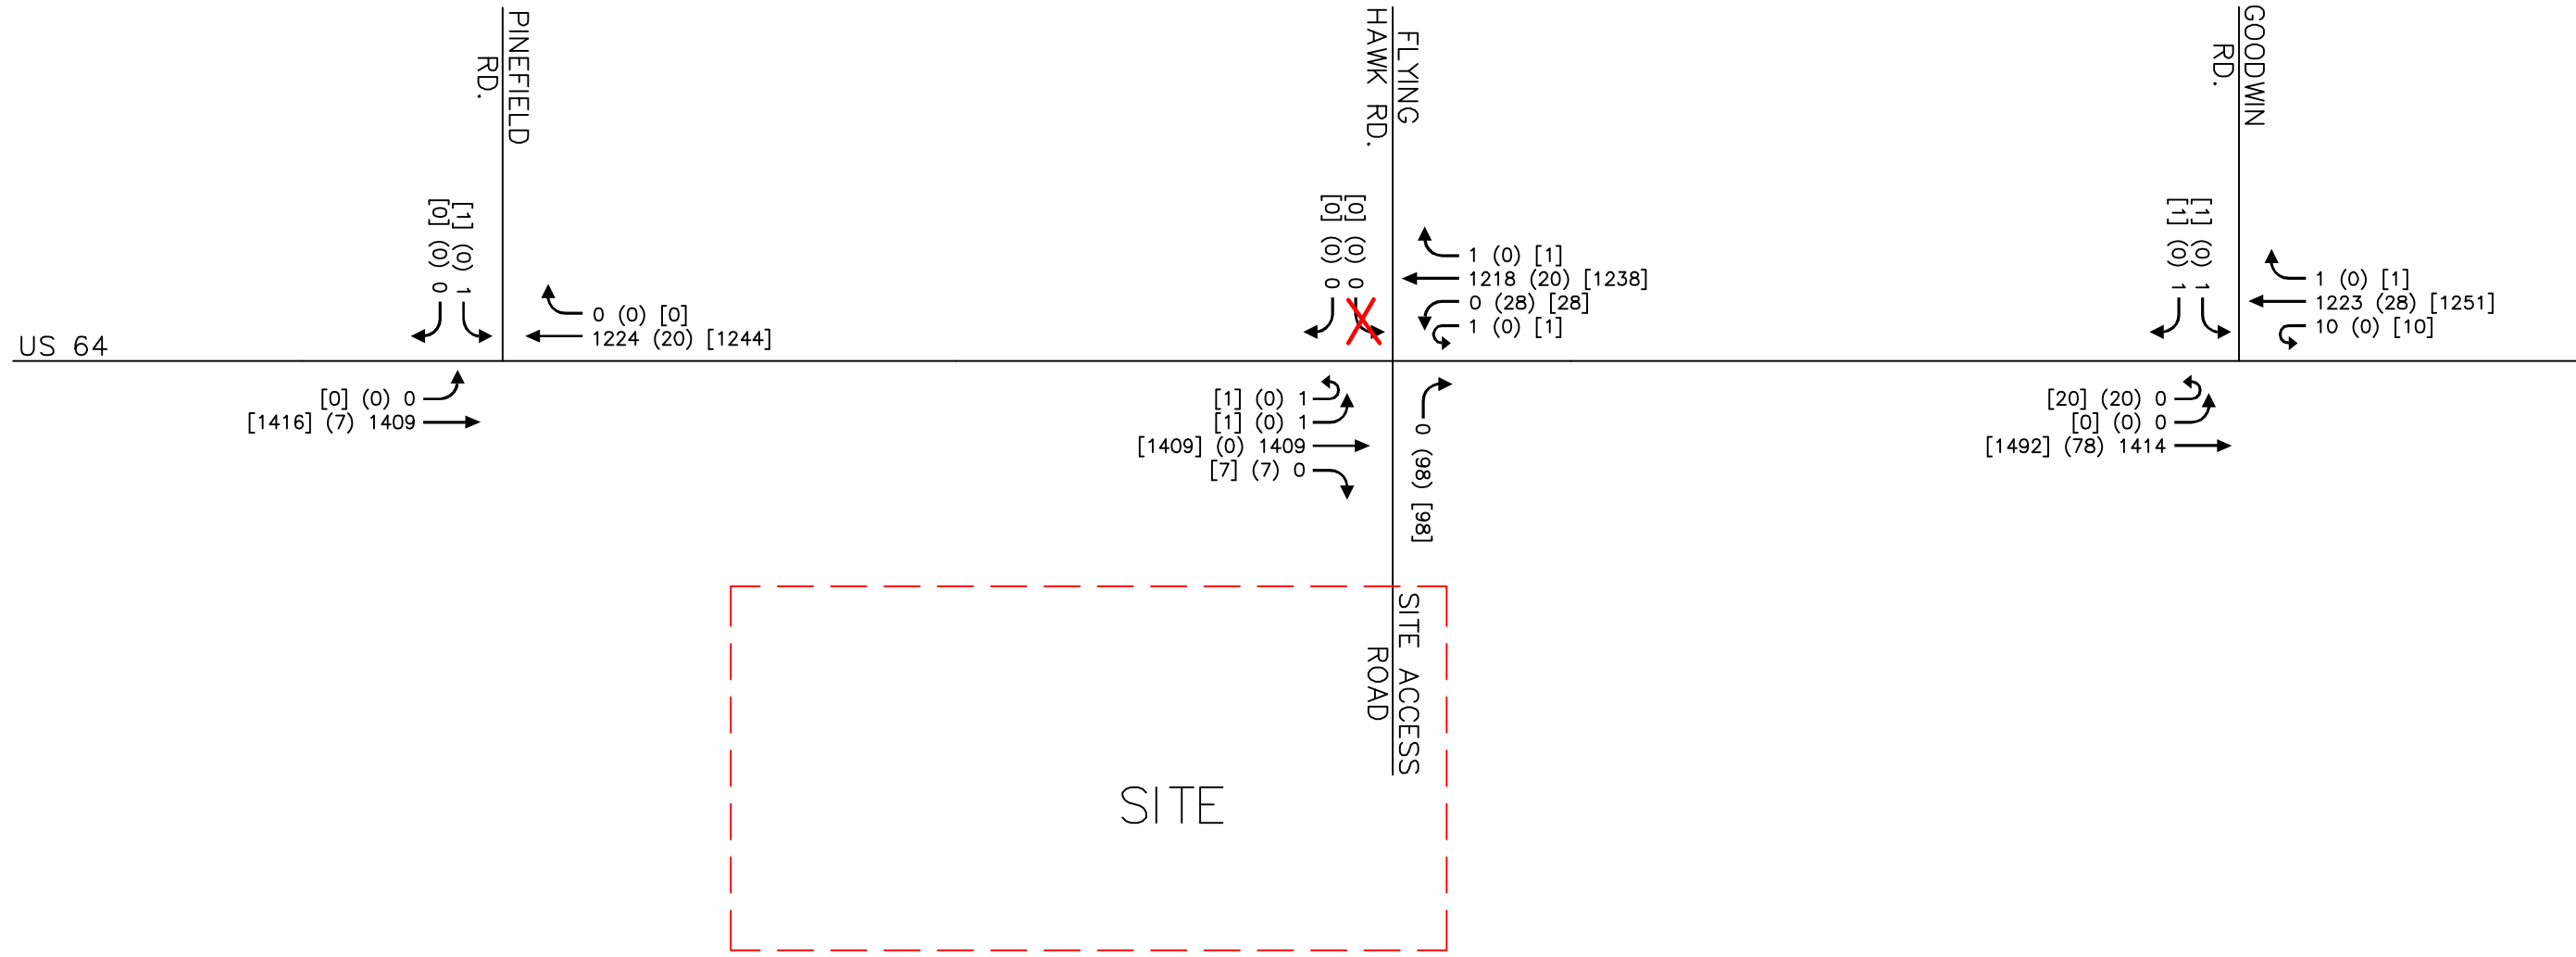 PINEFIELD
RD.
FLYING
HAWK RD.
GOODWIN
RD.
[1] (0) 1
[0] (0) 0
0 (0) [0]
1224 (20) [1244]
US 64
[0] (0) 0
[1416] (7) 1409
[0] (0) 0
[0] (0) 0
1 (0) [1]
1218 (20) [1238]
0 (28) [28]
1 (0) [1]
[1] (0) 1
[1] (0) 1
[1409] (0) 1409
[7] (7) 0
0 (98) [98]
[1] (0) 1
[1] (0) 1
1 (0) [1]
1223 (28) [1251]
10 (0) [10]
[20] (20) 0
[0] (0) 0
[1492] (78) 1414
SITE ACCESS
ROAD
SITE